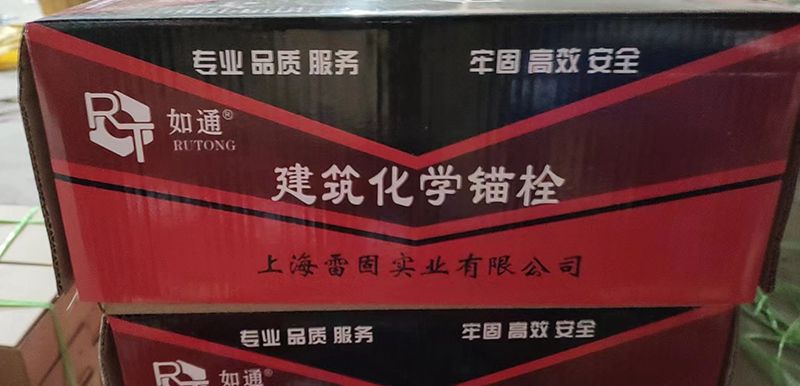 专业 品质 服务 牢固 高效 安全
RT 如通®
RUTONG
建筑化学锚栓
上海雷固实业有限公司
专业 品质 服务 牢固 高效 安全
如通®